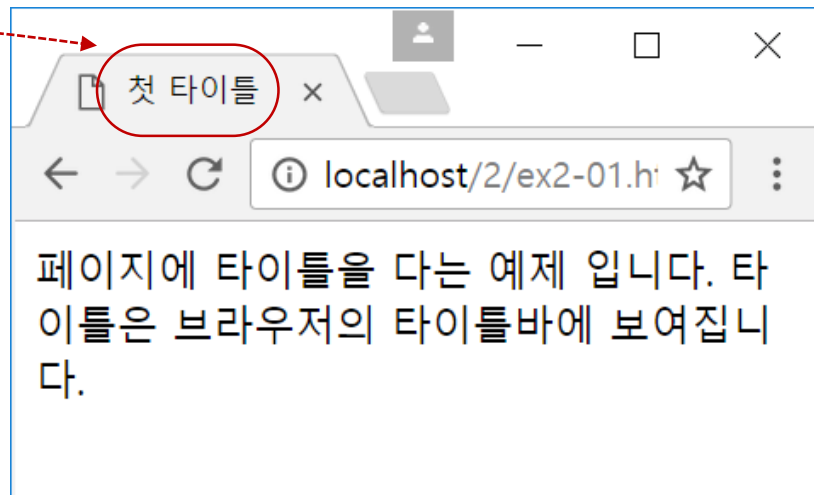 첫 타이틀
localhost/2/ex2-01.h
페이지에 타이틀을 다는 예제 입니다. 타
이틀은 브라우저의 타이틀바에 보여집니
다.